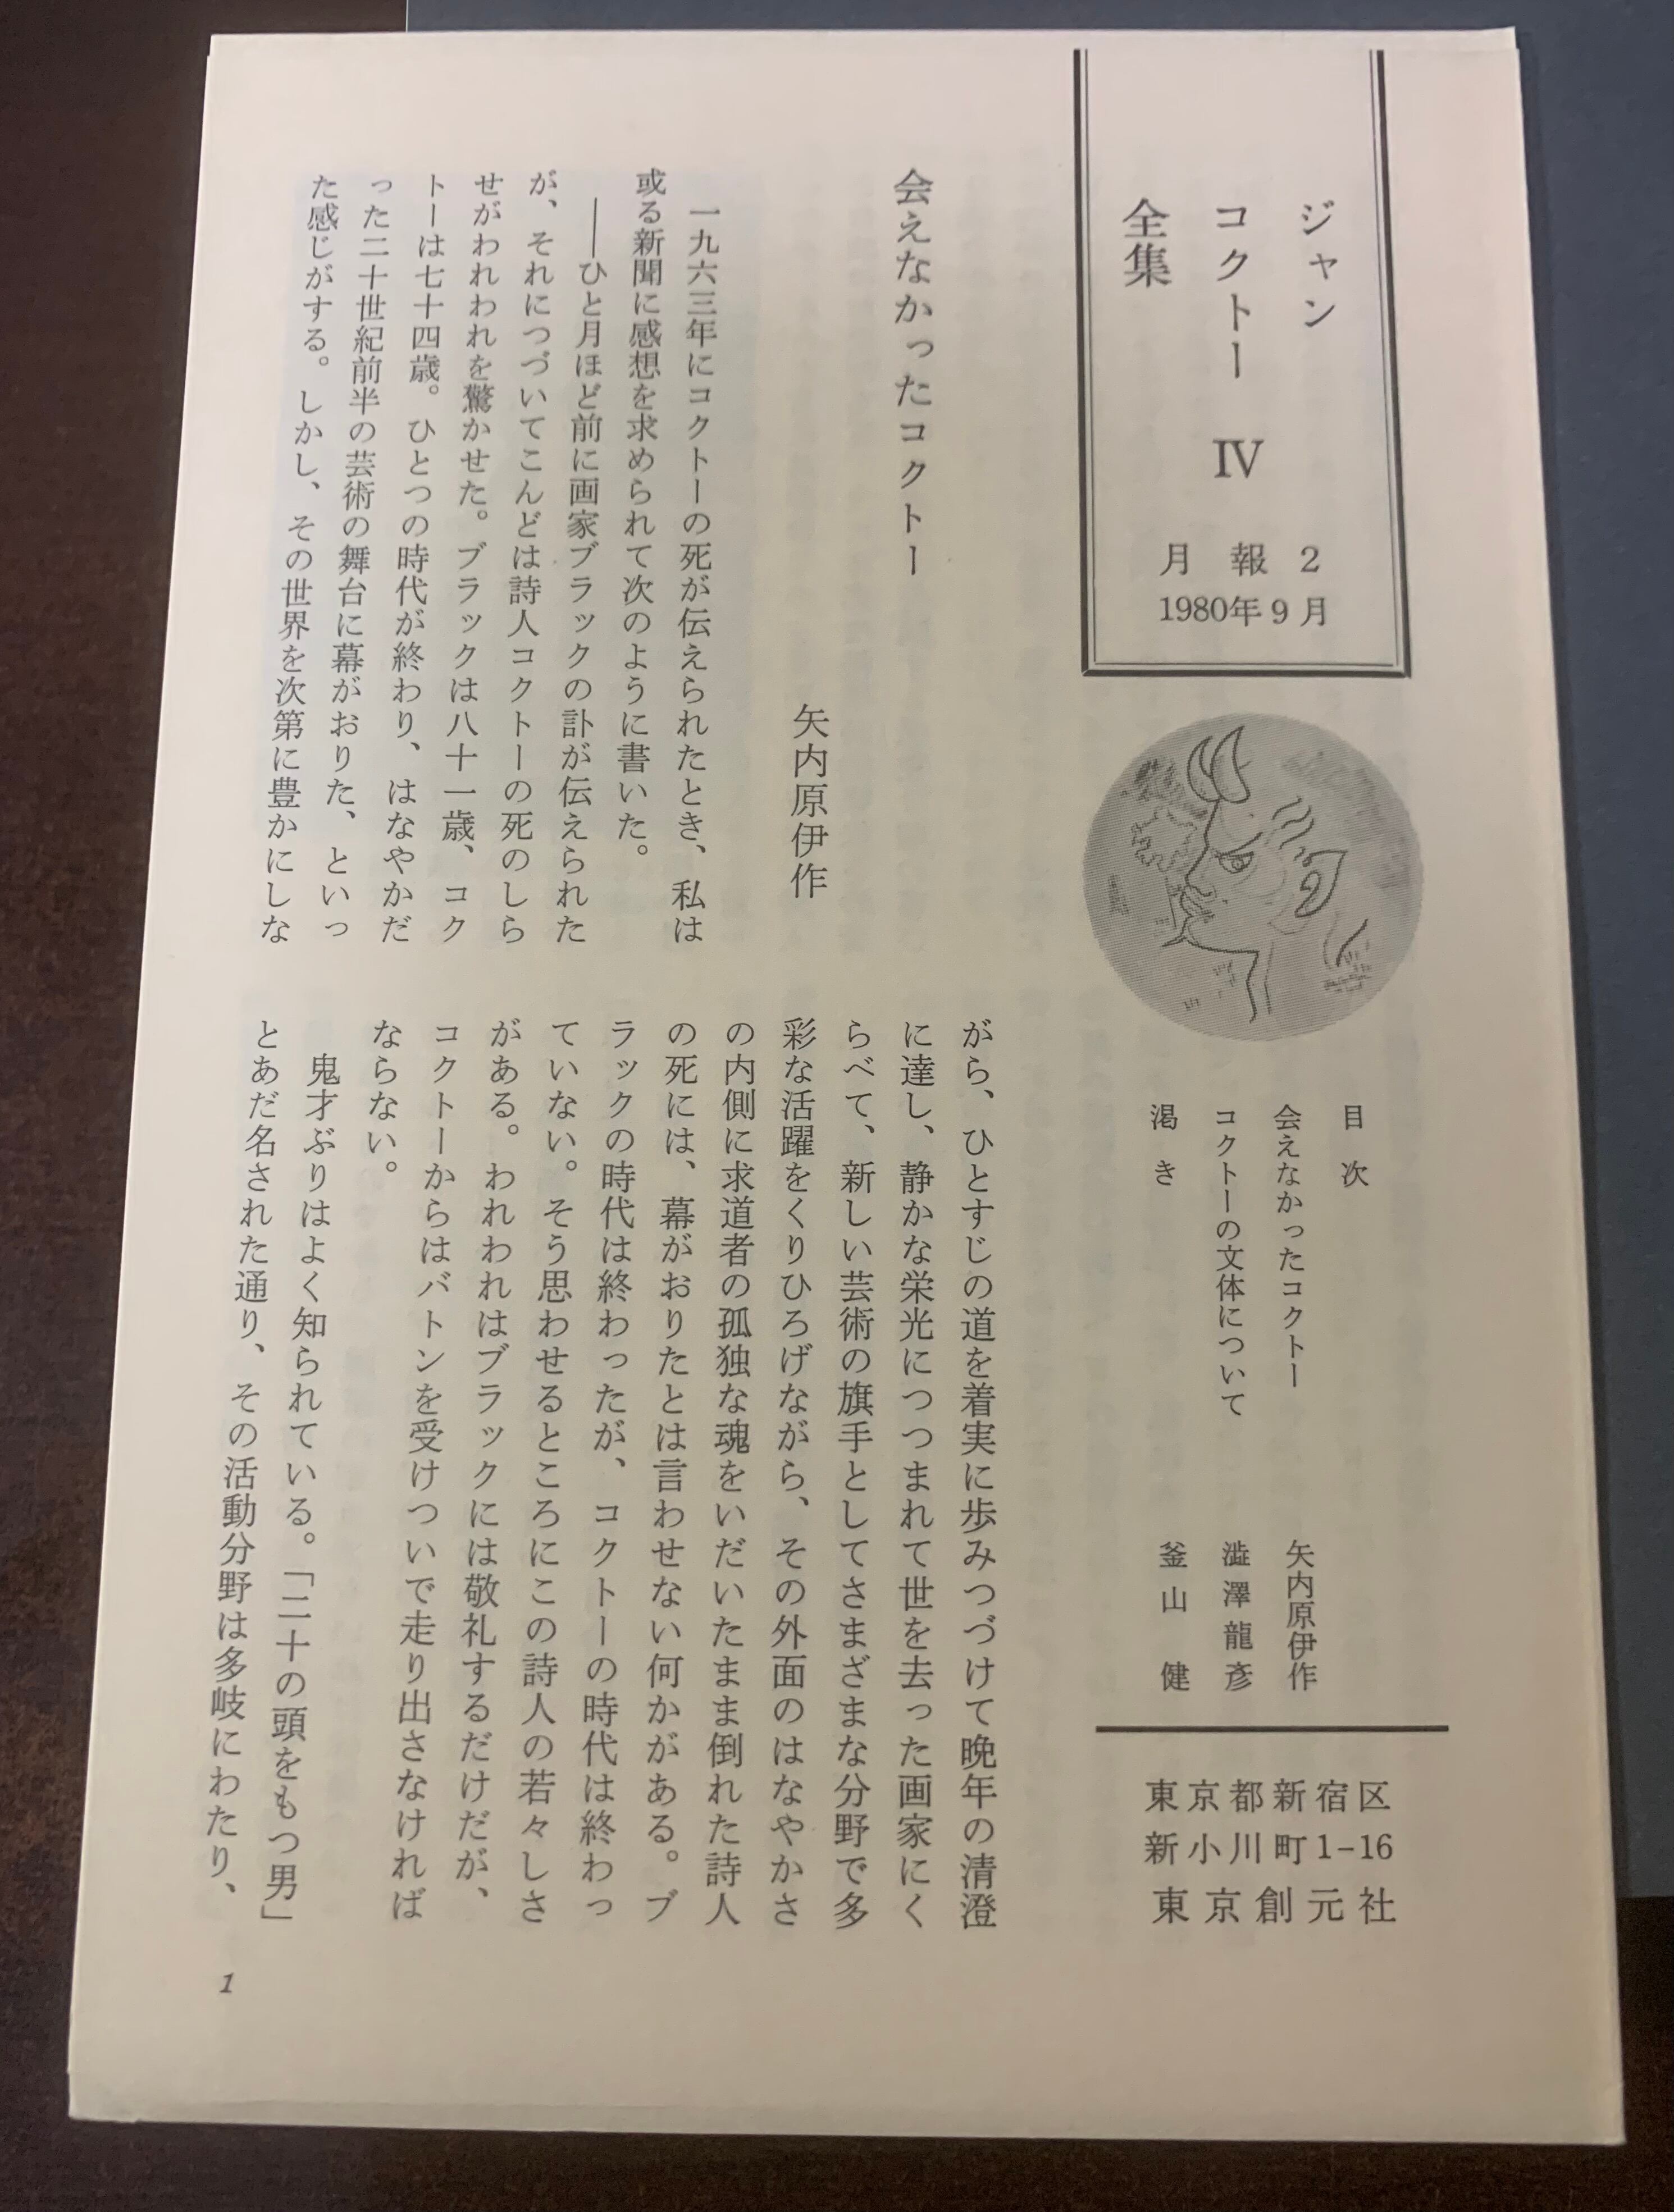 ジャン
コクトー Ⅳ
全集
月報2
1980年9月
目次
会えなかったコクトー 矢内原伊作
コクトーの文体について 澁澤龍彥
渇き 釜山健
東京都新宿区
新小川町1-16
東京創元社
会えなかったコクトー
矢内原伊作
一九六三年にコクトーの死が伝えられたとき、私は
或る新聞に感想を求められて次のように書いた。
――ひと月ほど前に画家ブラックの訃が伝えられた
が、それにつづいてこんどは詩人コクトーの死のしら
せがわれわれを驚かせた。ブラックは八十一歳、コク
トーは七十四歳。ひとつの時代が終わり、はなやかだ
った二十世紀前半の芸術の舞台に幕がおりた、といっ
た感じがする。しかし、その世界を次第に豊かにしな
がら、ひとすじの道を着実に歩みつづけて晩年の清澄
に達し、静かな栄光につつまれて世を去った画家にく
らべて、新しい芸術の旗手としてさまざまな分野で多
彩な活躍をくりひろげながら、その外面のはなやかさ
の内側に求道者の孤独な魂をいだいたまま倒れた詩人
の死には、幕がおりたとは言わせない何かがある。ブ
ラックの時代は終わったが、コクトーの時代は終わっ
ていない。そう思わせるところにこの詩人の若々しさ
がある。われわれはブラックには敬礼するだけだが、
コクトーからはバトンを受けついで走り出さなければ
ならない。
鬼才ぶりはよく知られている。「二十の頭をもつ男」
とあだ名された通り、その活動分野は多岐にわたり、
1